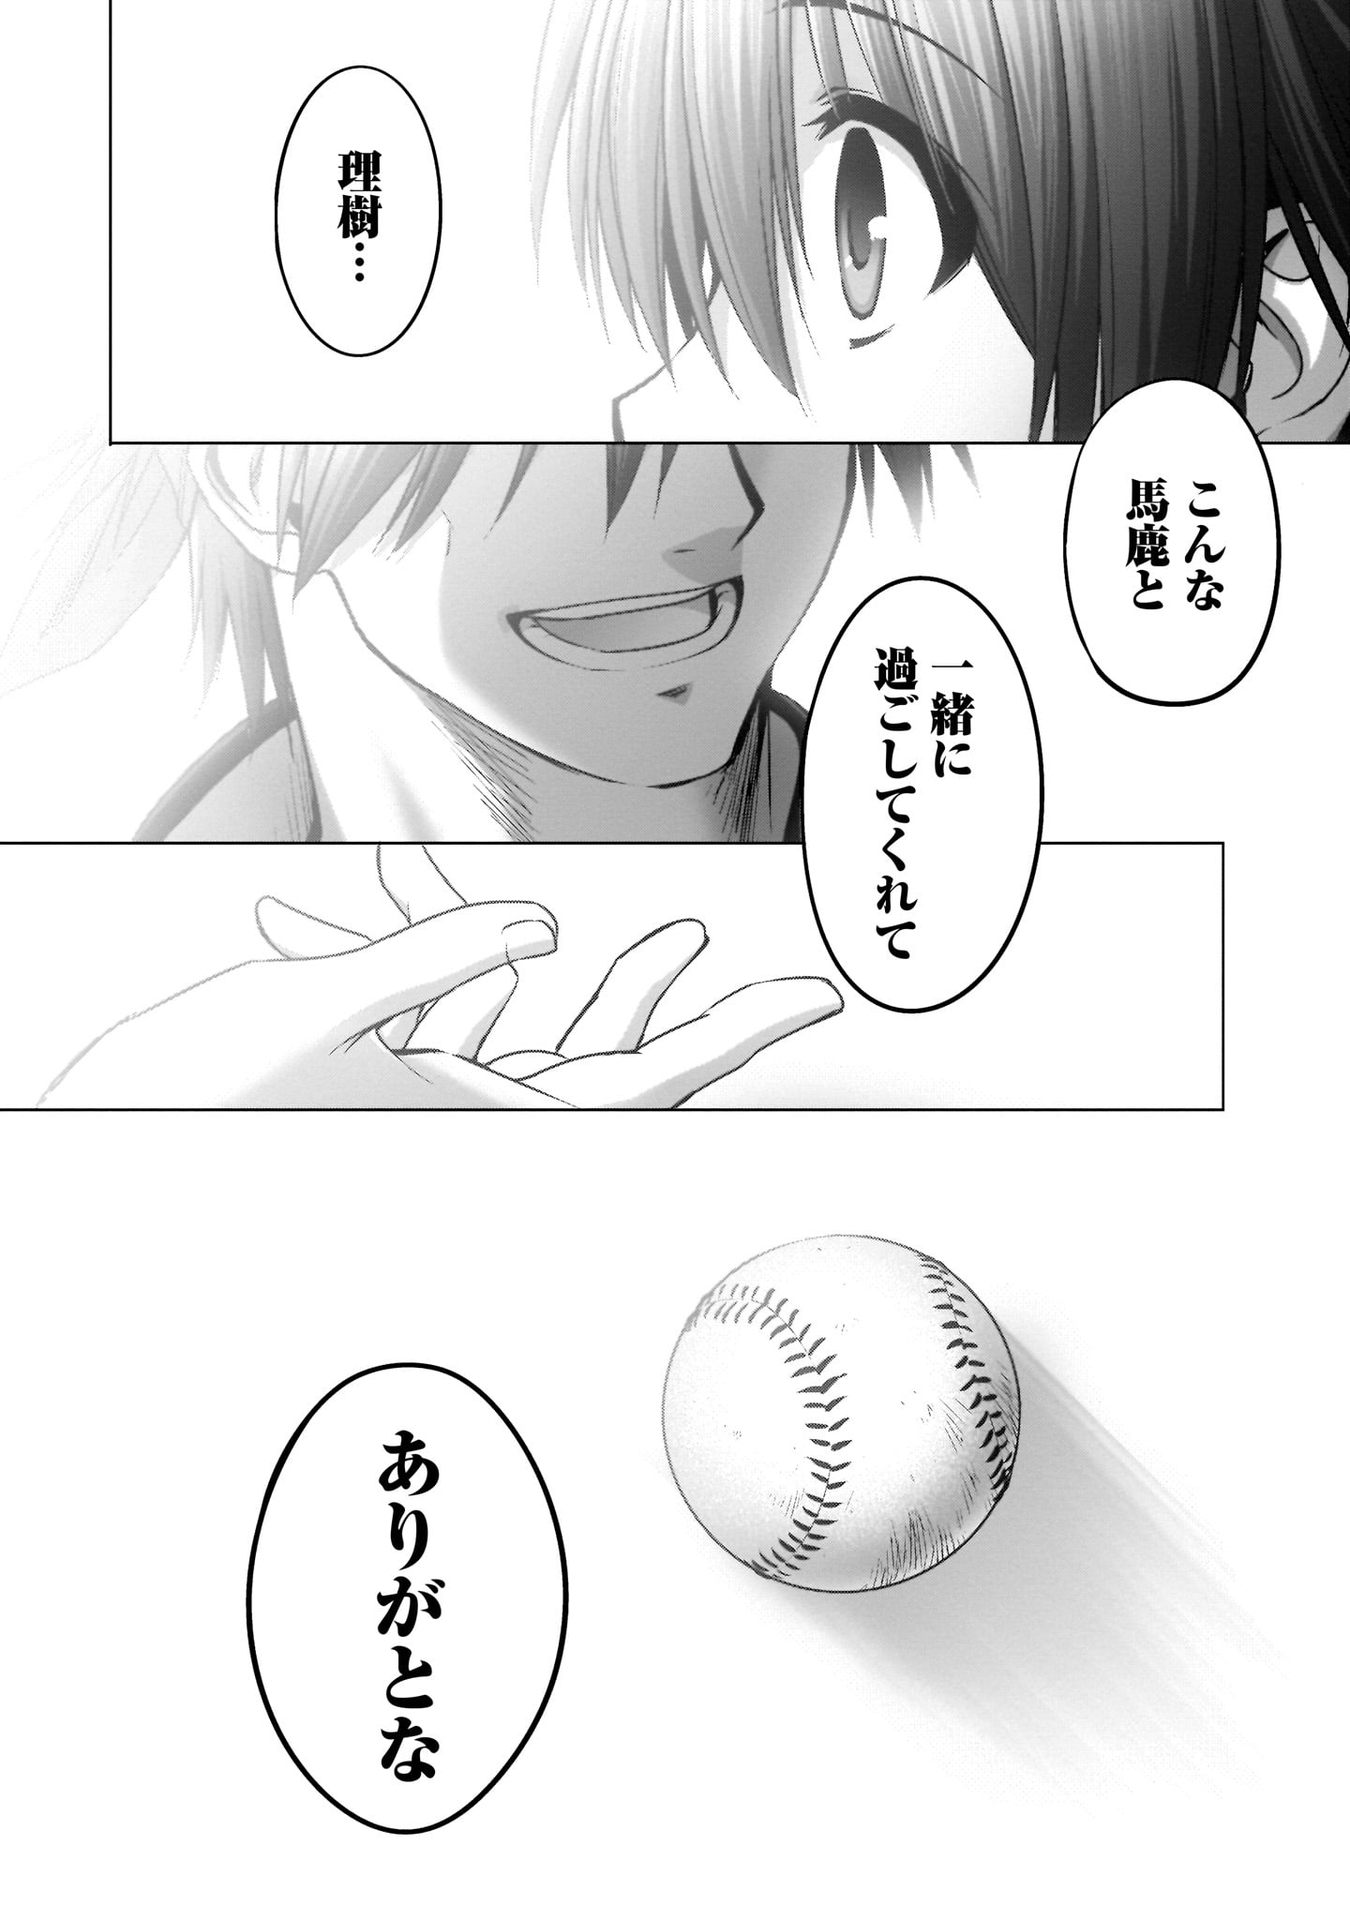 理樹…
こんな
馬鹿と
一緒に
過ごしてくれて
ありがとな